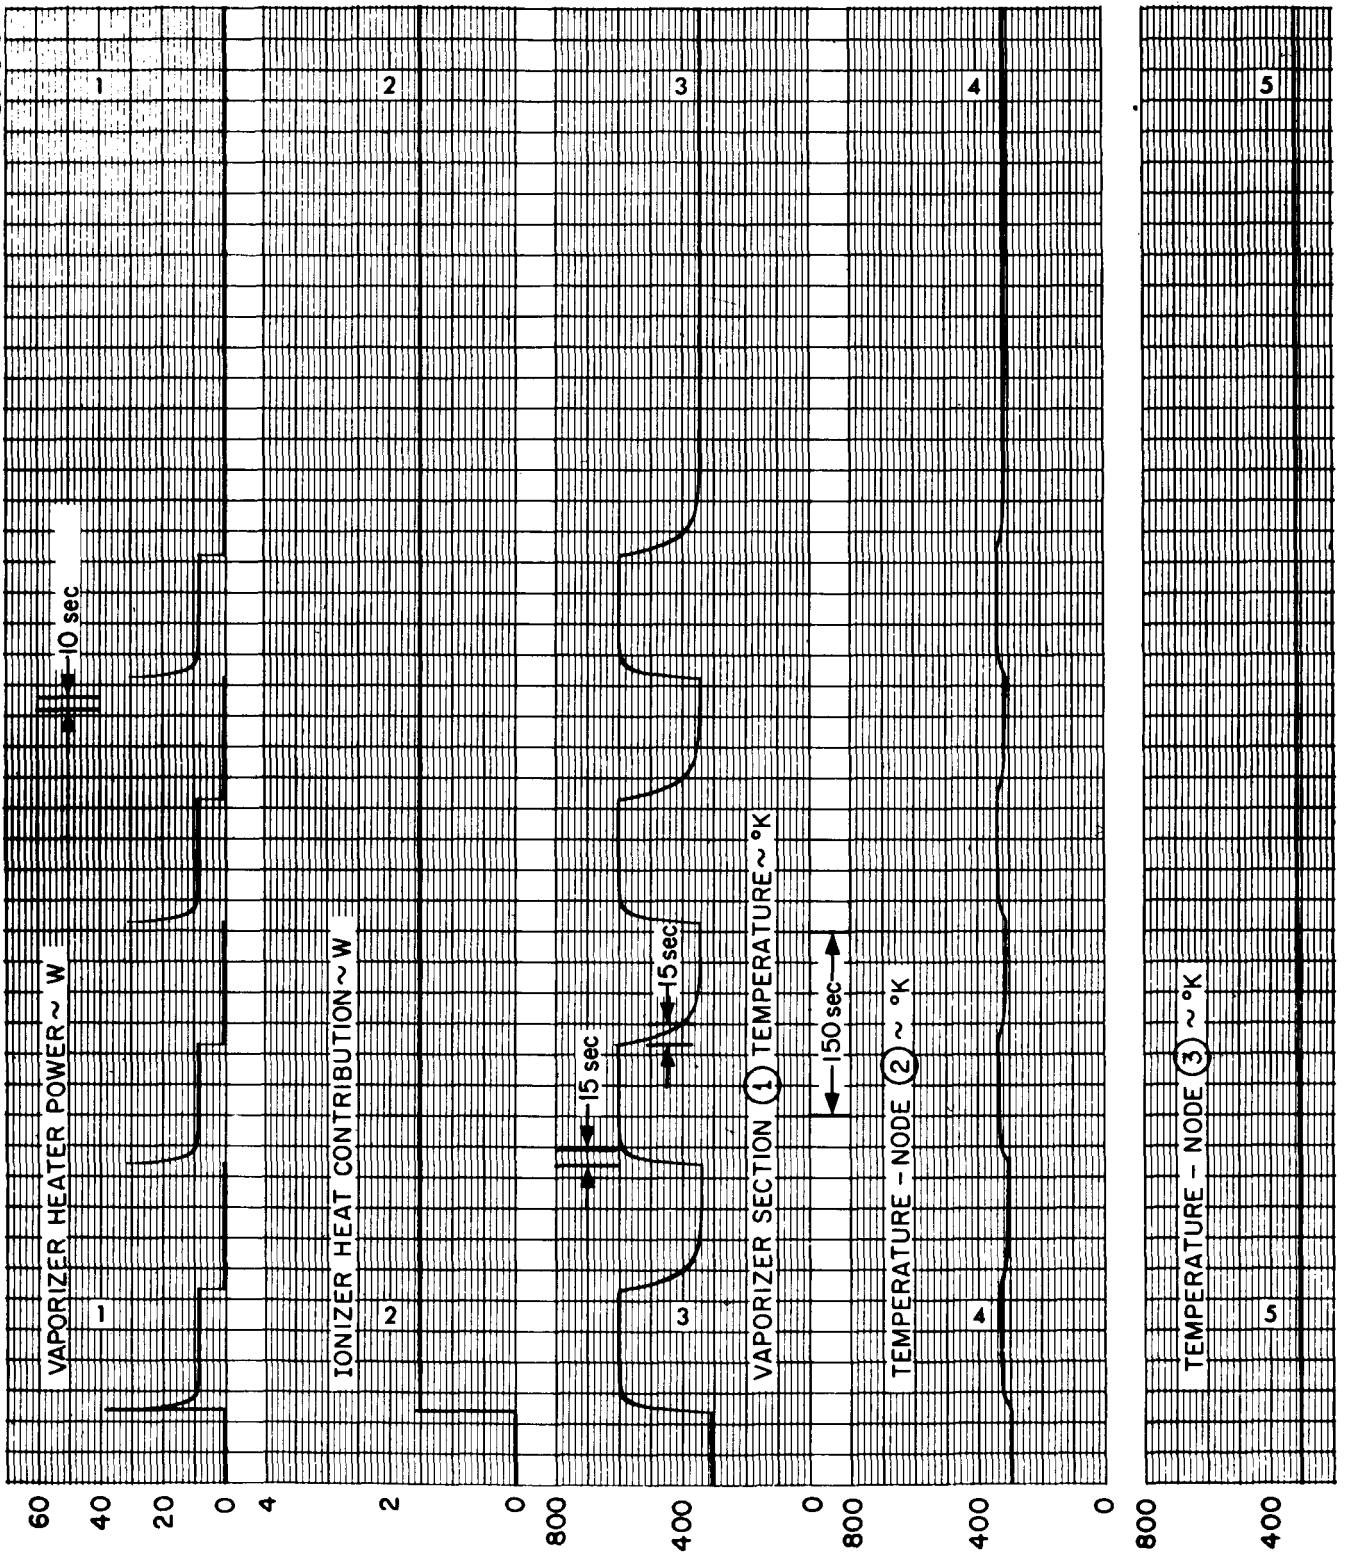 VAPORIZER HEATER POWER ~ W
60
40
20
0
1
1
10 sec
IONIZER HEAT CONTRIBUTION ~ W
4
2
0
2
2
VAPORIZER SECTION ① TEMPERATURE ~ °K
800
400
0
3
3
15 sec
15 sec
150 sec
TEMPERATURE – NODE ② ~ °K
800
400
0
4
4
TEMPERATURE – NODE ③ ~ °K
800
400
5
5